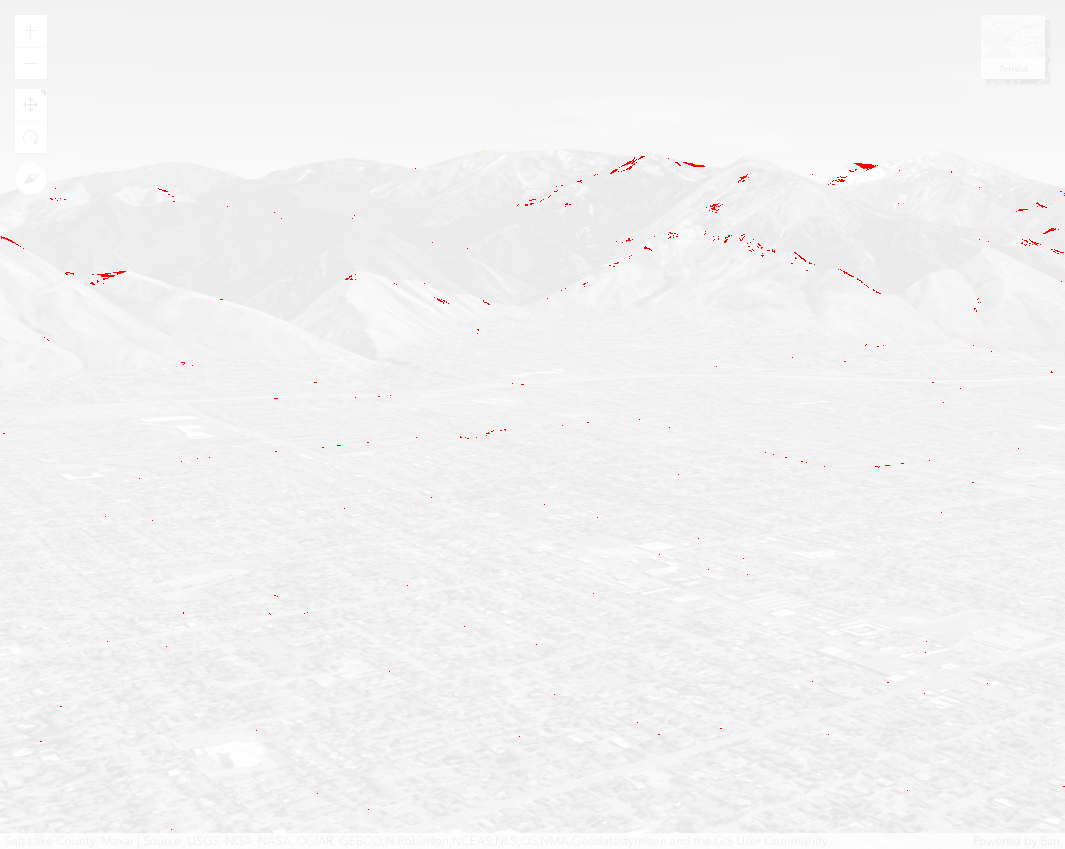 Terrain
Salt Lake County, Maxar | Source: USGS, NGA, NASA, CGIAR, GEBCO,N Robinson,NCEAS,NLS,OS,NMA,Geodatastyrelsen and the GIS User Community
Powered by Esri